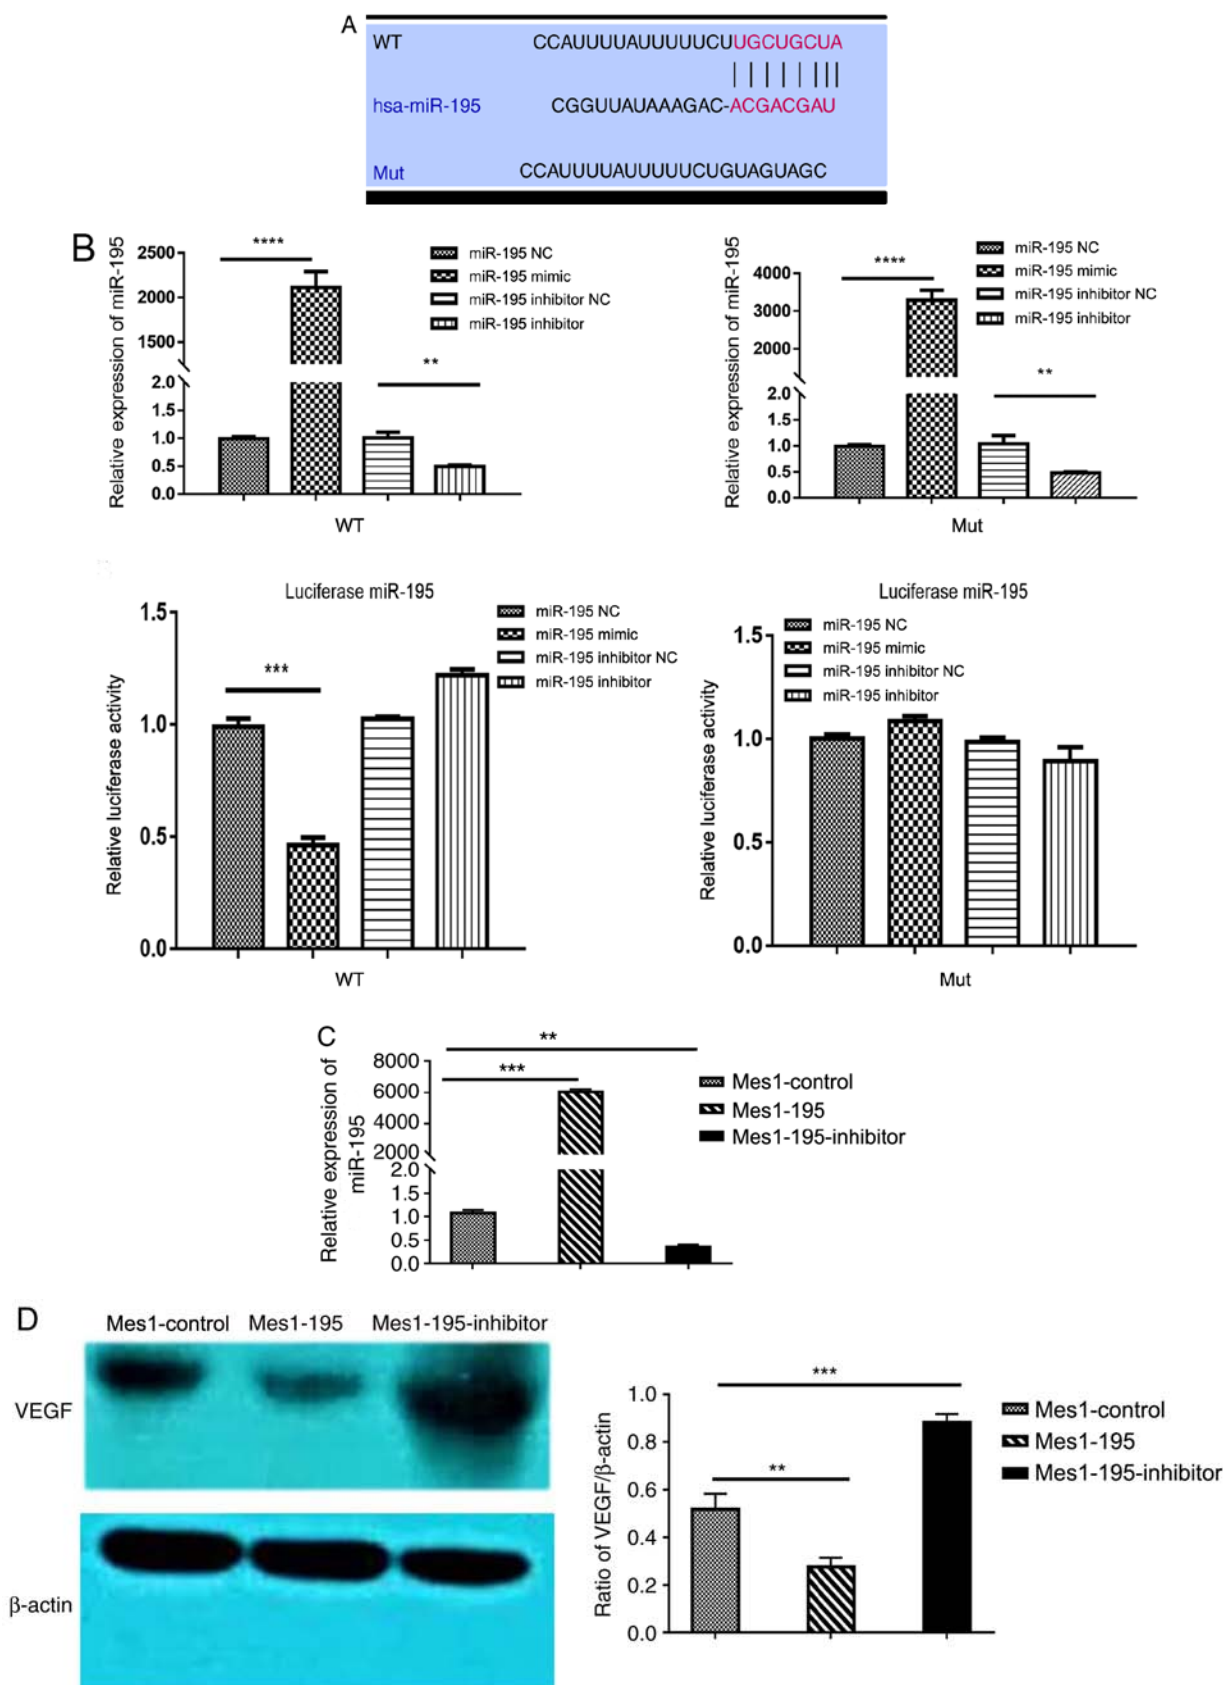 A
WT CCAUUUUAUUUUUCUUGCUGCUA
hsa-miR-195 CGGUUAUAAAGAC-ACGACGAU
Mut CCAUUUUAUUUUUCUGUAGUAGC
B
Relative expression of miR-195
2500
2000
1500
2.0
1.5
1.0
0.5
0.0
****
**
miR-195 NC
miR-195 mimic
miR-195 inhibitor NC
miR-195 inhibitor
WT
Relative expression of miR-195
4000
3000
2000
2.0
1.5
1.0
0.5
0.0
****
**
miR-195 NC
miR-195 mimic
miR-195 inhibitor NC
miR-195 inhibitor
Mut
Luciferase miR-195
Relative luciferase activity
1.5
1.0
0.5
0.0
***
miR-195 NC
miR-195 mimic
miR-195 inhibitor NC
miR-195 inhibitor
WT
Luciferase miR-195
Relative luciferase activity
1.5
1.0
0.5
0.0
miR-195 NC
miR-195 mimic
miR-195 inhibitor NC
miR-195 inhibitor
Mut
C
Relative expression of
miR-195
8000
6000
4000
2000
2.0
1.5
1.0
0.5
0.0
**
***
Mes1-control
Mes1-195
Mes1-195-inhibitor
D
Mes1-control Mes1-195 Mes1-195-inhibitor
VEGF
β-actin
Ratio of VEGF/β-actin
1.0
0.8
0.6
0.4
0.2
0.0
***
**
Mes1-control
Mes1-195
Mes1-195-inhibitor